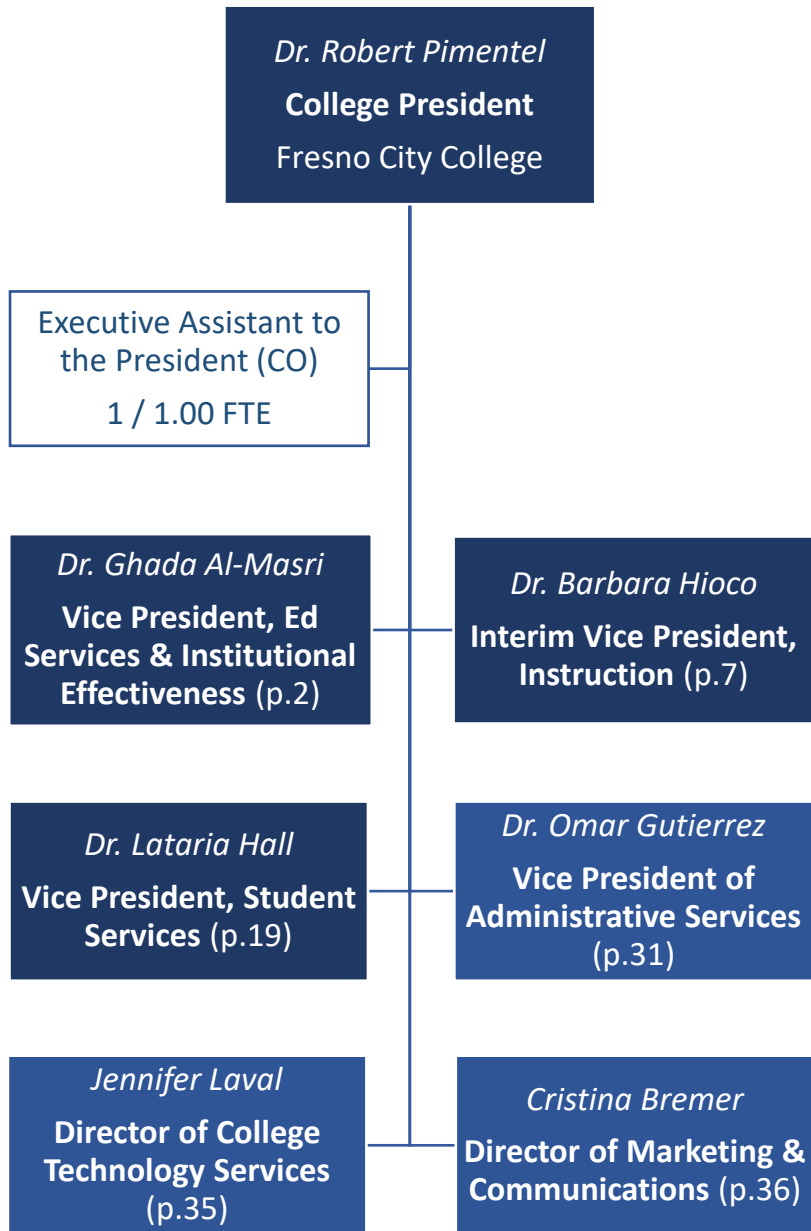 Dr. Robert Pimentel
College President
Fresno City College
Executive Assistant to
the President (CO)
1 / 1.00 FTE
Dr. Ghada Al-Masri
Vice President, Ed
Services & Institutional
Effectiveness (p.2)
Dr. Barbara Hioco
Interim Vice President,
Instruction (p.7)
Dr. Lataria Hall
Vice President, Student
Services (p.19)
Dr. Omar Gutierrez
Vice President of
Administrative Services
(p.31)
Jennifer Laval
Director of College
Technology Services
(p.35)
Cristina Bremer
Director of Marketing &
Communications (p.36)